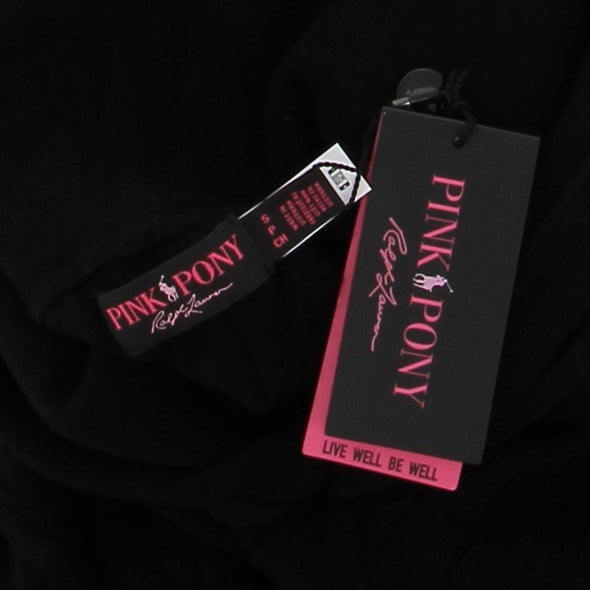 PINK PONY
Ralph Lauren
S P CH
PINK PONY
Ralph Lauren
LIVE WELL BE WELL